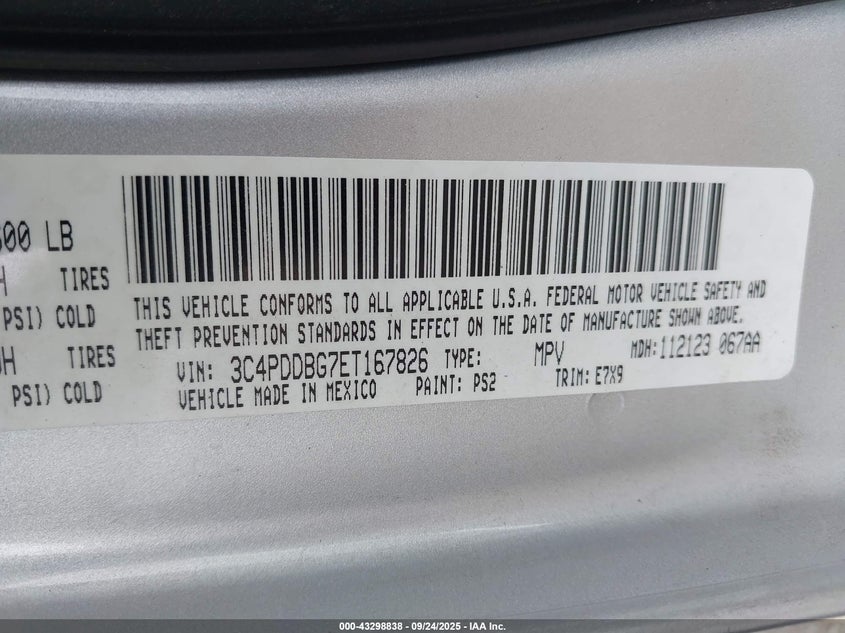 600 LB
H TIRES
PSI) COLD
H TIRES
PSI) COLD
THIS VEHICLE CONFORMS TO ALL APPLICABLE U.S.A. FEDERAL MOTOR VEHICLE SAFETY AND
THEFT PREVENTION STANDARDS IN EFFECT ON THE DATE OF MANUFACTURE SHOWN ABOVE.
VIN: 3C4PDDBG7ET167826 TYPE: MPV MDH:112123 067AA
VEHICLE MADE IN MEXICO PAINT: PS2 TRIM: E7X9
000-43298838 - 09/24/2025 - IAA Inc.